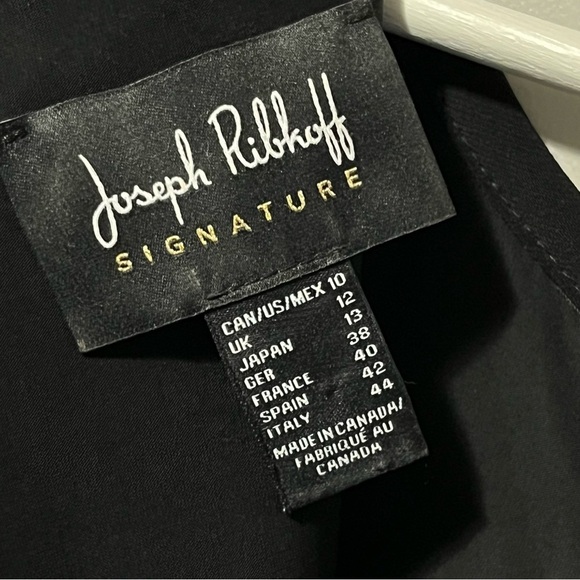 Joseph Ribkoff
SIGNATURE
CAN/US/MEX 10
UK 12
JAPAN 13
GER 38
FRANCE 40
SPAIN 42
ITALY 44
MADE IN CANADA/
FABRIQUÉ AU
CANADA